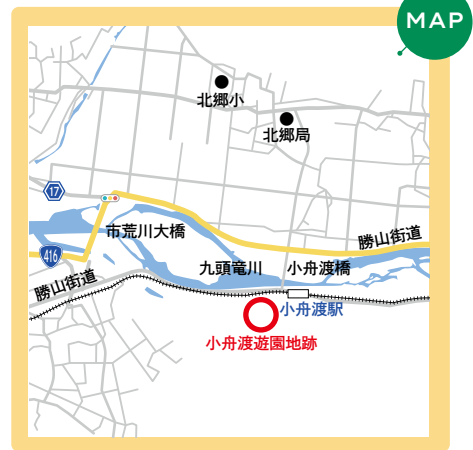 MAP
北郷小
北郷局
17
市荒川大橋
勝山街道
416
九頭竜川
小舟渡橋
勝山街道
小舟渡駅
小舟渡遊園地跡